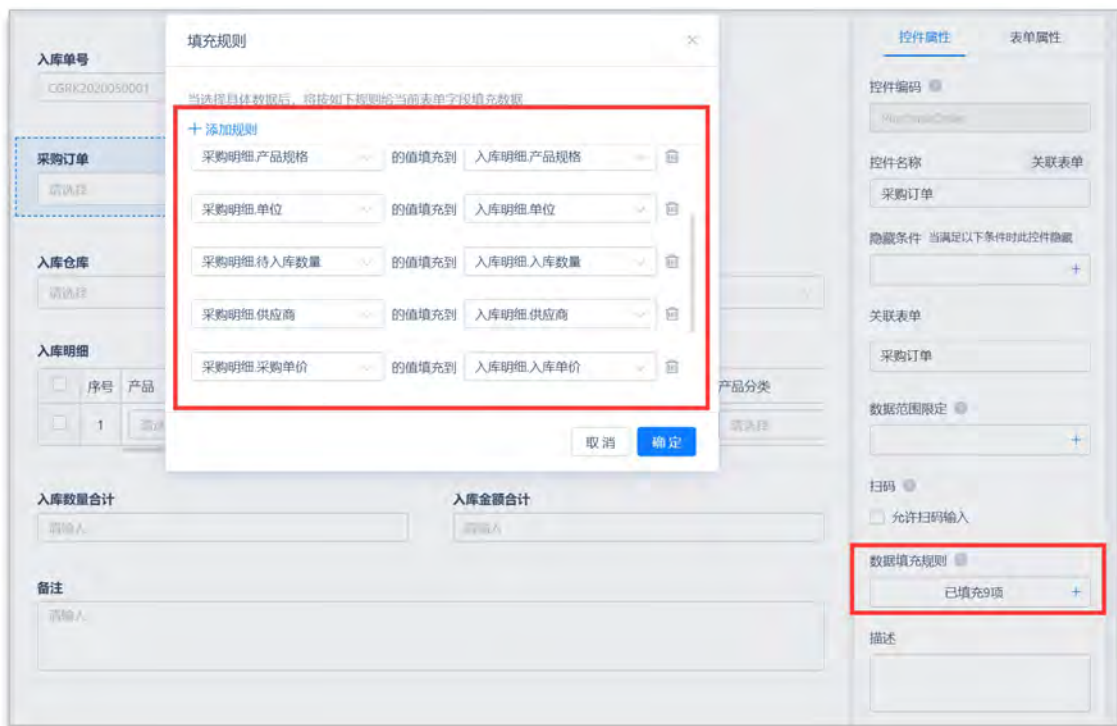 填充规则
控件属性 表单属性
入库单号
CGRK2020050001
当选择具体数据后，将按如下规则给当前表单字段填充数据
控件编码
PurchaseOrder
+ 添加规则
采购订单
采购明细.产品规格 的值填充到 入库明细.产品规格
控件名称 关联表单
请选择
采购订单
采购明细.单位 的值填充到 入库明细.单位
隐藏条件 当满足以下条件时此控件隐藏
入库仓库
采购明细.待入库数量 的值填充到 入库明细.入库数量
+
请选择
采购明细.供应商 的值填充到 入库明细.供应商
关联表单
入库明细
采购订单
采购明细.采购单价 的值填充到 入库明细.入库单价
序号 产品 产品分类
数据范围限定
1 请选择
+
取消 确定
扫码
入库数量合计 入库金额合计
允许扫码输入
请输入 请输入
数据填充规则
备注
已填充9项 +
请输入
描述